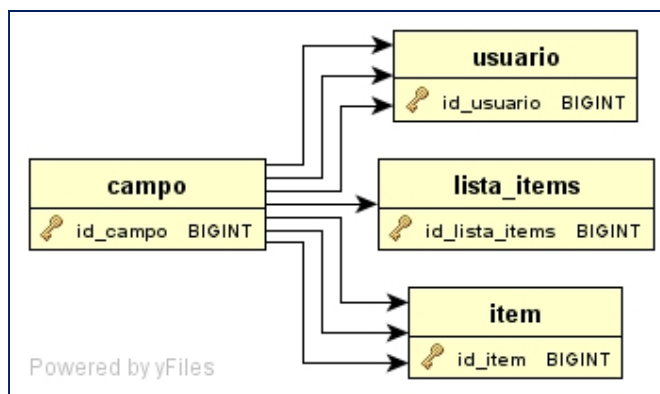 usuario
id_usuario BIGINT
campo
id_campo BIGINT
lista_items
id_lista_items BIGINT
item
id_item BIGINT
Powered by yFiles